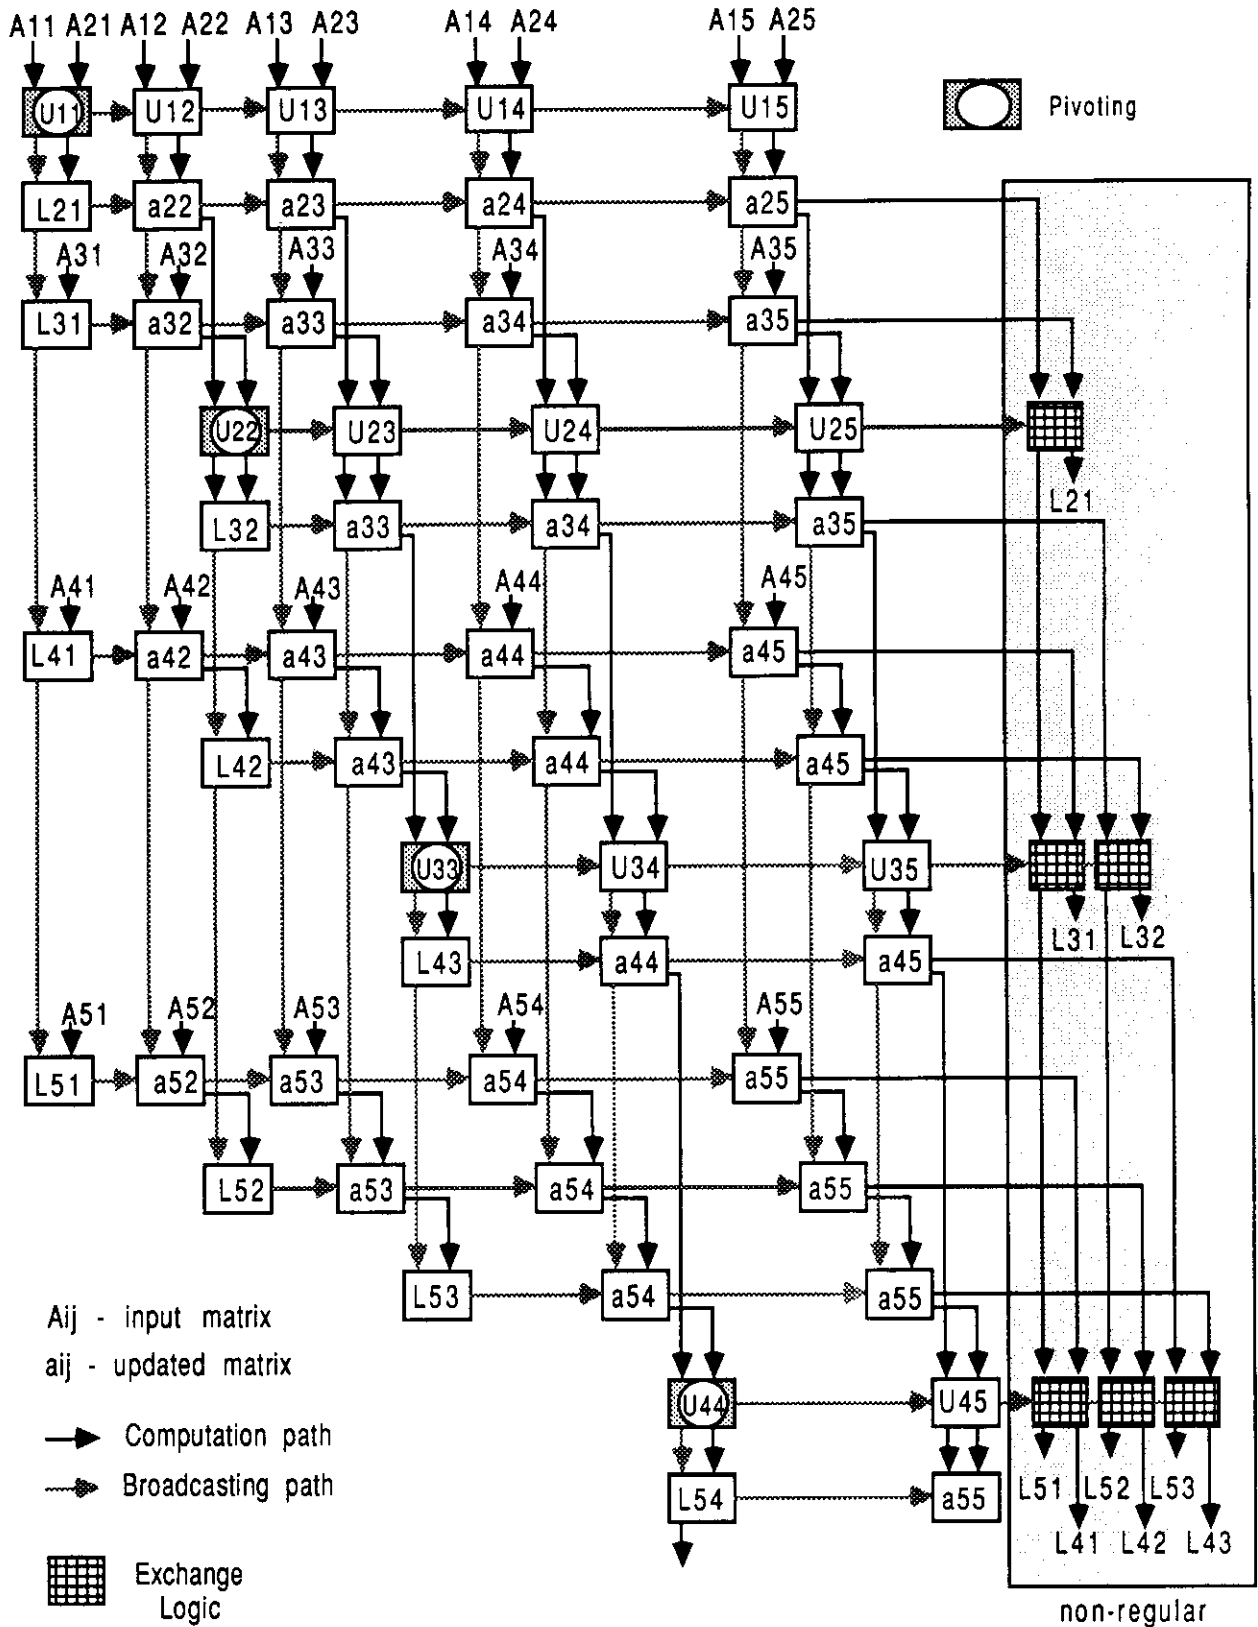 A11 A21 A12 A22 A13 A23 A14 A24 A15 A25
U11 U12 U13 U14 U15 Pivoting
L21 a22 a23 a24 a25
A31 A32 A33 A34 A35
L31 a32 a33 a34 a35
U22 U23 U24 U25
L21
L32 a33 a34 a35
A41 A42 A43 A44 A45
L41 a42 a43 a44 a45
L42 a43 a44 a45
U33 U34 U35
L31 L32
L43 a44 a45
A51 A52 A53 A54 A55
L51 a52 a53 a54 a55
L52 a53 a54 a55
L53 a54 a55
Aij - input matrix
aij - updated matrix
U44 U45
Computation path
Broadcasting path
L51 L52 L53
L54 a55
L41 L42 L43
Exchange
Logic
non-regular